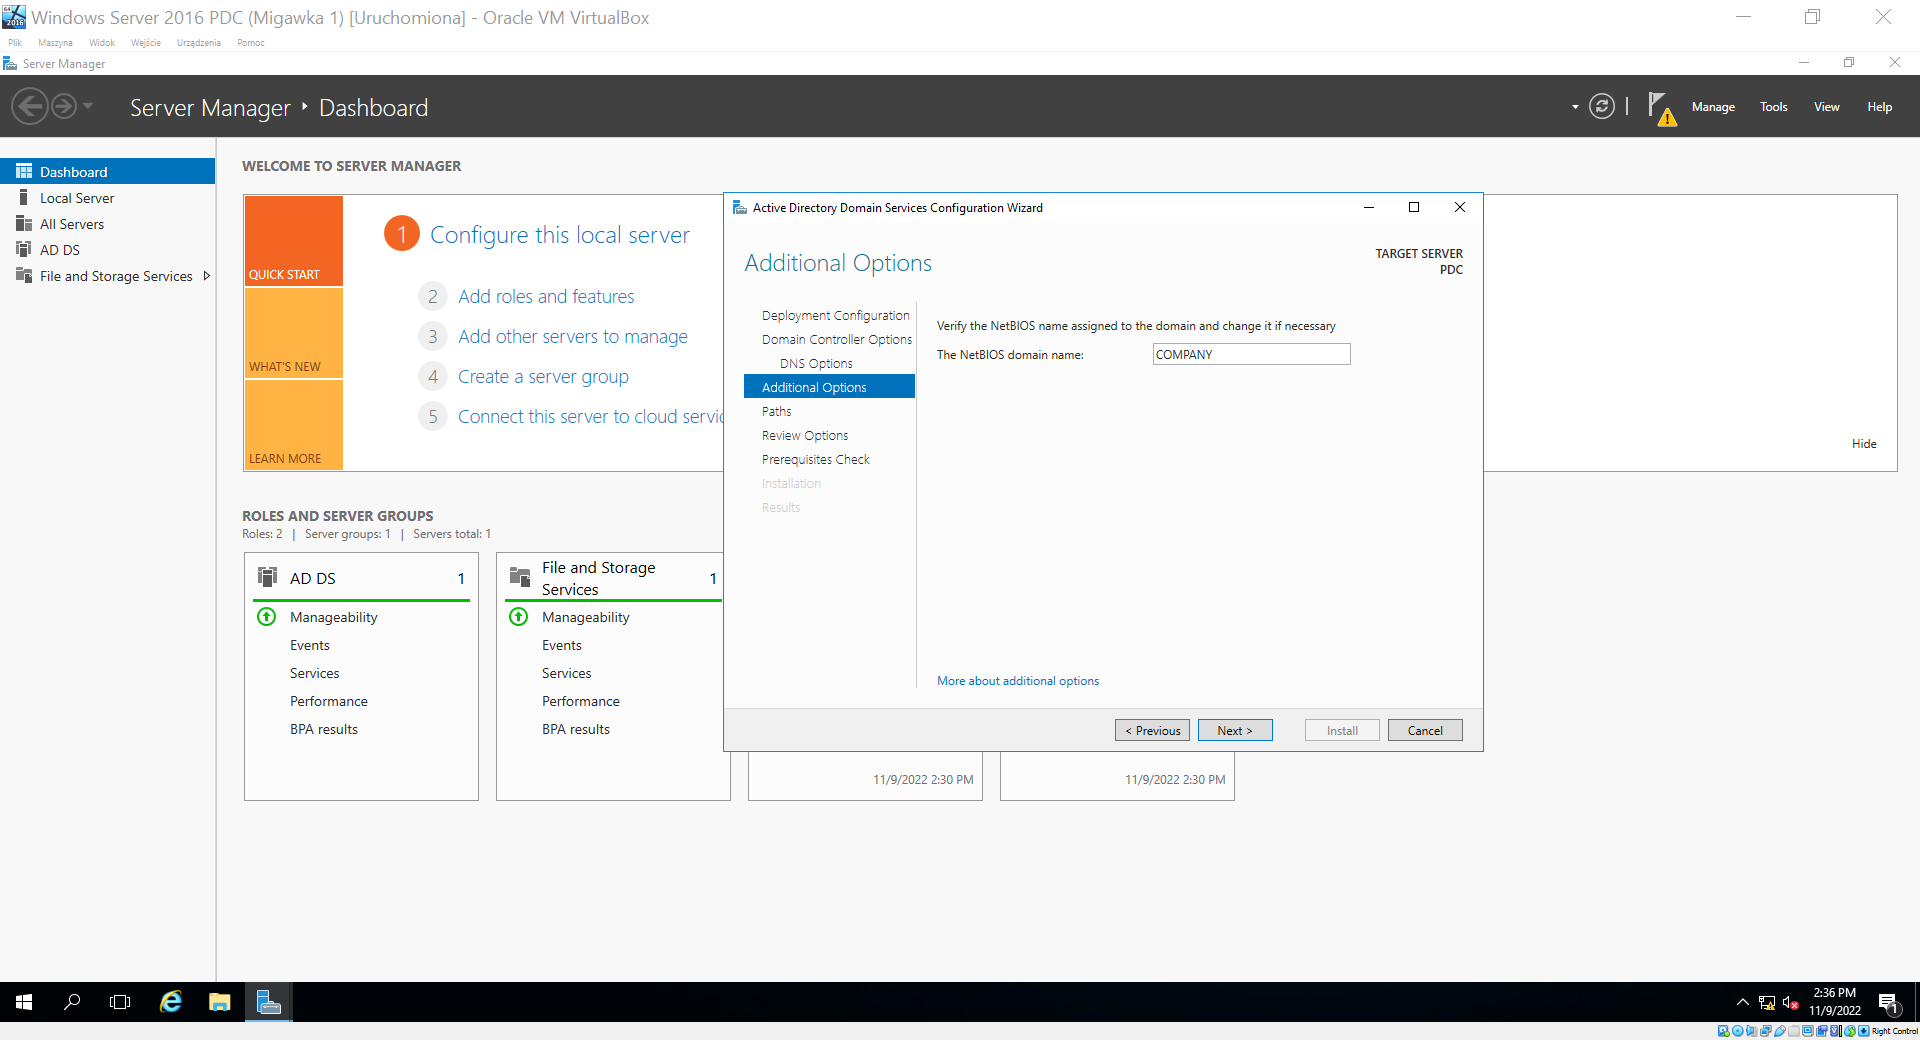 Windows Server 2016 PDC (Migawka 1) [Uruchomiona] - Oracle VM VirtualBox
Plik Maszyna Widok Wejście Urządzenia Pomoc
Server Manager
Server Manager Dashboard
Manage Tools View Help
Dashboard
Local Server
All Servers
AD DS
File and Storage Services
WELCOME TO SERVER MANAGER
QUICK START
WHAT'S NEW
LEARN MORE
1 Configure this local server
2 Add roles and features
3 Add other servers to manage
4 Create a server group
5 Connect this server to cloud servic
Hide
ROLES AND SERVER GROUPS
Roles: 2 | Server groups: 1 | Servers total: 1
AD DS 1
Manageability
Events
Services
Performance
BPA results
File and Storage
Services 1
Manageability
Events
Services
Performance
BPA results
11/9/2022 2:30 PM
11/9/2022 2:30 PM
Active Directory Domain Services Configuration Wizard
Additional Options
TARGET SERVER
PDC
Deployment Configuration
Domain Controller Options
DNS Options
Additional Options
Paths
Review Options
Prerequisites Check
Installation
Results
Verify the NetBIOS name assigned to the domain and change it if necessary
The NetBIOS domain name: COMPANY
More about additional options
< Previous Next > Install Cancel
2:36 PM
11/9/2022
1
Right Control